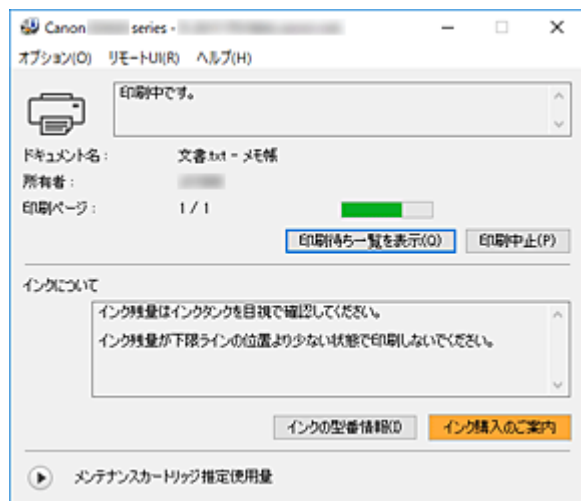 Canon series -
オプション(O) リモートUI(R) ヘルプ(H)
印刷中です。
ドキュメント名： 文書.txt - メモ帳
所有者：
印刷ページ： 1 / 1
印刷待ち一覧を表示(Q) 印刷中止(P)
インクについて
インク残量はインクタンクを目視で確認してください。
インク残量が下限ラインの位置より少ない状態で印刷しないでください。
インクの型番情報(I) インク購入のご案内
メンテナンスカートリッジ指定使用量